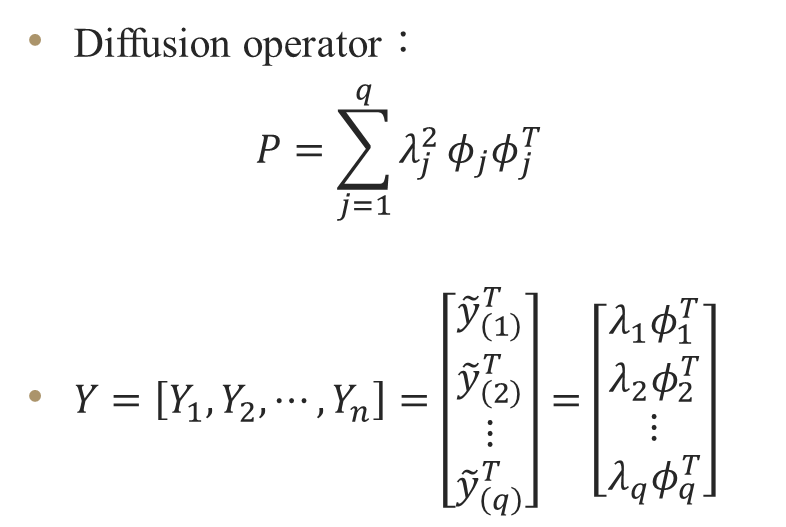 • Diffusion operator：
P = ∑_{j=1}^{q} λ_j^2 ϕ_j ϕ_j^T
• Y = [Y_1, Y_2, ⋯, Y_n] = [ỹ_{(1)}^T ỹ_{(2)}^T ⋮ ỹ_{(q)}^T] = [λ_1 ϕ_1^T λ_2 ϕ_2^T ⋮ λ_q ϕ_q^T]